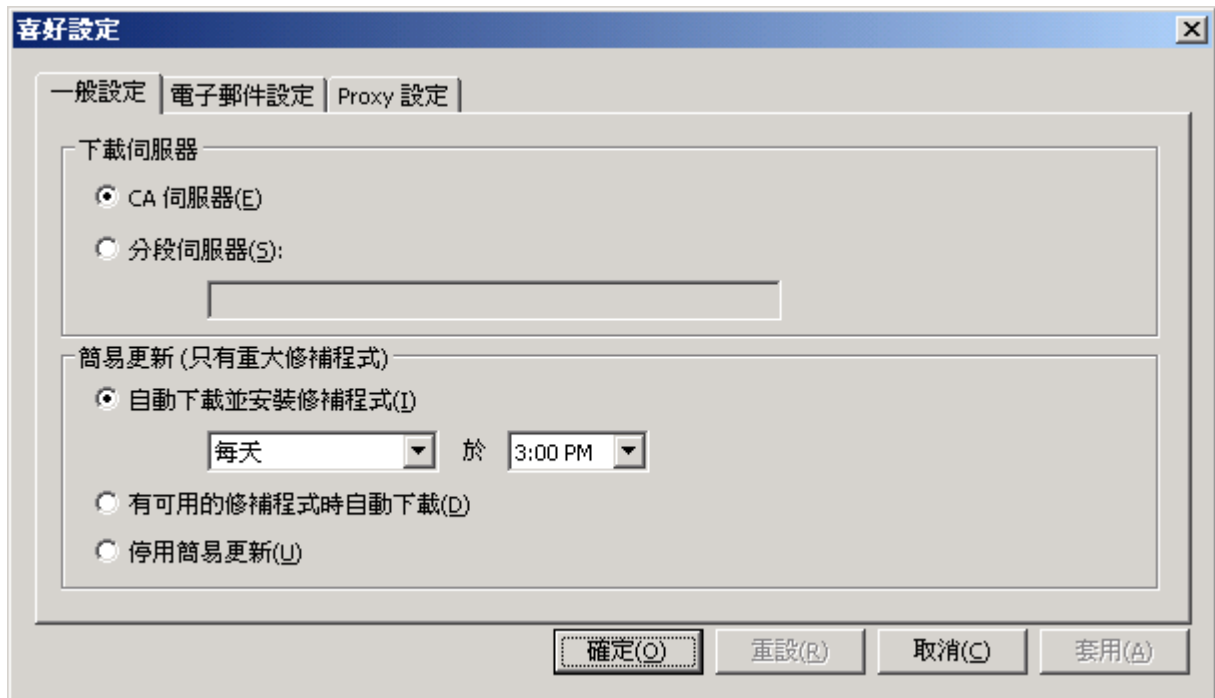 喜好設定
一般設定 電子郵件設定 Proxy 設定
下載伺服器
CA 伺服器(E)
分段伺服器(S):
簡易更新 (只有重大修補程式)
自動下載並安裝修補程式(I)
每天 於 3:00 PM
有可用的修補程式時自動下載(D)
停用簡易更新(U)
確定(O) 重設(R) 取消(C) 套用(A)